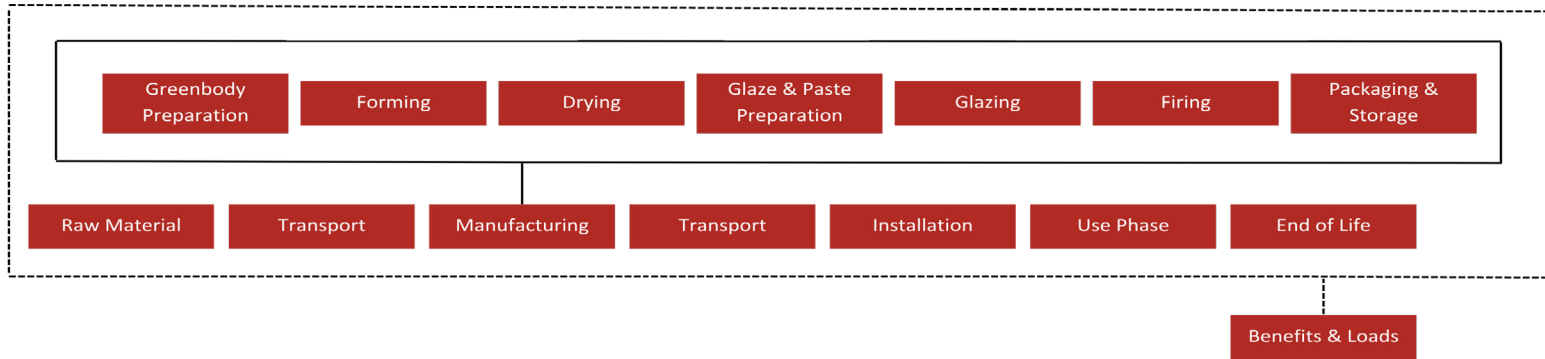 Greenbody
Preparation
Forming
Drying
Glaze & Paste
Preparation
Glazing
Firing
Packaging &
Storage
Raw Material
Transport
Manufacturing
Transport
Installation
Use Phase
End of Life
Benefits & Loads